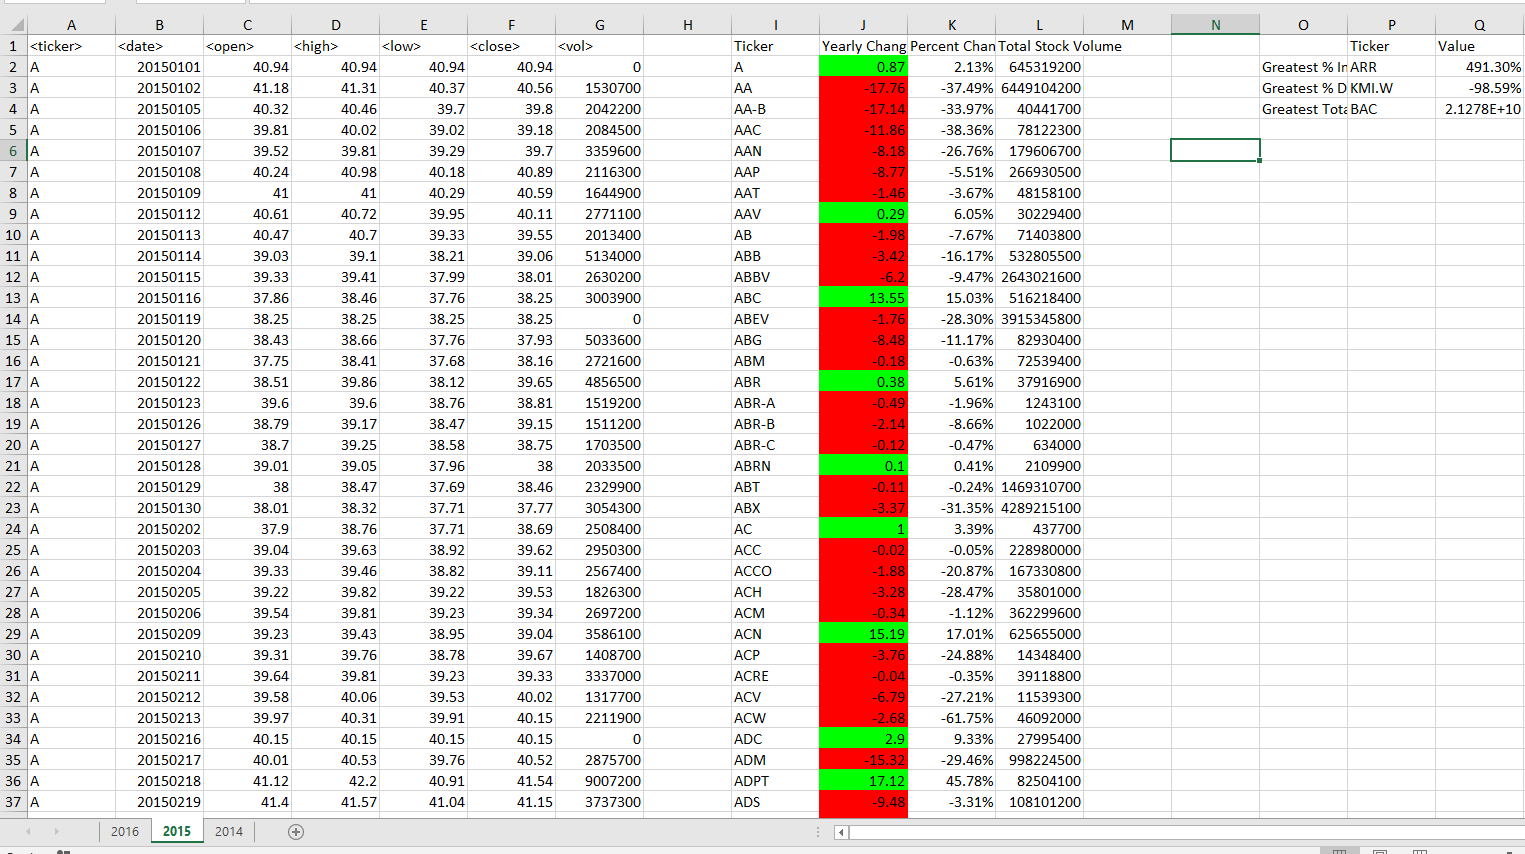 A B C D E F G H I J K L M N O P Q
1 <ticker> <date> <open> <high> <low> <close> <vol> Ticker Yearly Chang Percent Chan Total Stock Volume Ticker Value
2 A 20150101 40.94 40.94 40.94 40.94 0 A 0.87 2.13% 645319200 Greatest % In ARR 491.30%
3 A 20150102 41.18 41.31 40.37 40.56 1530700 AA -17.76 -37.49% 6449104200 Greatest % D KMI.W -98.59%
4 A 20150105 40.32 40.46 39.7 39.8 2042200 AA-B -17.14 -33.97% 40441700 Greatest Tota BAC 2.1278E+10
5 A 20150106 39.81 40.02 39.02 39.18 2084500 AAC -11.86 -38.36% 78122300
6 A 20150107 39.52 39.81 39.29 39.7 3359600 AAN -8.18 -26.76% 179606700
7 A 20150108 40.24 40.98 40.18 40.89 2116300 AAP -8.77 -5.51% 266930500
8 A 20150109 41 41 40.29 40.59 1644900 AAT -1.46 -3.67% 48158100
9 A 20150112 40.61 40.72 39.95 40.11 2771100 AAV 0.29 6.05% 30229400
10 A 20150113 40.47 40.7 39.33 39.55 2013400 AB -1.98 -7.67% 71403800
11 A 20150114 39.03 39.1 38.21 39.06 5134000 ABB -3.42 -16.17% 532805500
12 A 20150115 39.33 39.41 37.99 38.01 2630200 ABBV -6.2 -9.47% 2643021600
13 A 20150116 37.86 38.46 37.76 38.25 3003900 ABC 13.55 15.03% 516218400
14 A 20150119 38.25 38.25 38.25 38.25 0 ABEV -1.76 -28.30% 3915345800
15 A 20150120 38.43 38.66 37.76 37.93 5033600 ABG -8.48 -11.17% 82930400
16 A 20150121 37.75 38.41 37.68 38.16 2721600 ABM -0.18 -0.63% 72539400
17 A 20150122 38.51 39.86 38.12 39.65 4856500 ABR 0.38 5.61% 37916900
18 A 20150123 39.6 39.6 38.76 38.81 1519200 ABR-A -0.49 -1.96% 1243100
19 A 20150126 38.79 39.17 38.47 39.15 1511200 ABR-B -2.14 -8.66% 1022000
20 A 20150127 38.7 39.25 38.58 38.75 1703500 ABR-C -0.12 -0.47% 634000
21 A 20150128 39.01 39.05 37.96 38 2033500 ABRN 0.1 0.41% 2109900
22 A 20150129 38 38.47 37.69 38.46 2329900 ABT -0.11 -0.24% 1469310700
23 A 20150130 38.01 38.32 37.71 37.77 3054300 ABX -3.37 -31.35% 4289215100
24 A 20150202 37.9 38.76 37.71 38.69 2508400 AC 1 3.39% 437700
25 A 20150203 39.04 39.63 38.92 39.62 2950300 ACC -0.02 -0.05% 228980000
26 A 20150204 39.33 39.46 38.82 39.11 2567400 ACCO -1.88 -20.87% 167330800
27 A 20150205 39.22 39.82 39.22 39.53 1826300 ACH -3.28 -28.47% 35801000
28 A 20150206 39.54 39.81 39.23 39.34 2697200 ACM -0.34 -1.12% 362299600
29 A 20150209 39.23 39.43 38.95 39.04 3586100 ACN 15.19 17.01% 625655000
30 A 20150210 39.31 39.76 38.78 39.67 1408700 ACP -3.76 -24.88% 14348400
31 A 20150211 39.64 39.81 39.23 39.33 3337000 ACRE -0.04 -0.35% 39118800
32 A 20150212 39.58 40.06 39.53 40.02 1317700 ACV -6.79 -27.21% 11539300
33 A 20150213 39.97 40.31 39.91 40.15 2211900 ACW -2.68 -61.75% 46092000
34 A 20150216 40.15 40.15 40.15 40.15 0 ADC 2.9 9.33% 27995400
35 A 20150217 40.01 40.53 39.76 40.52 2875700 ADM -15.32 -29.46% 998224500
36 A 20150218 41.12 42.2 40.91 41.54 9007200 ADPT 17.12 45.78% 82504100
37 A 20150219 41.4 41.57 41.04 41.15 3737300 ADS -9.48 -3.31% 108101200
2016 2015 2014